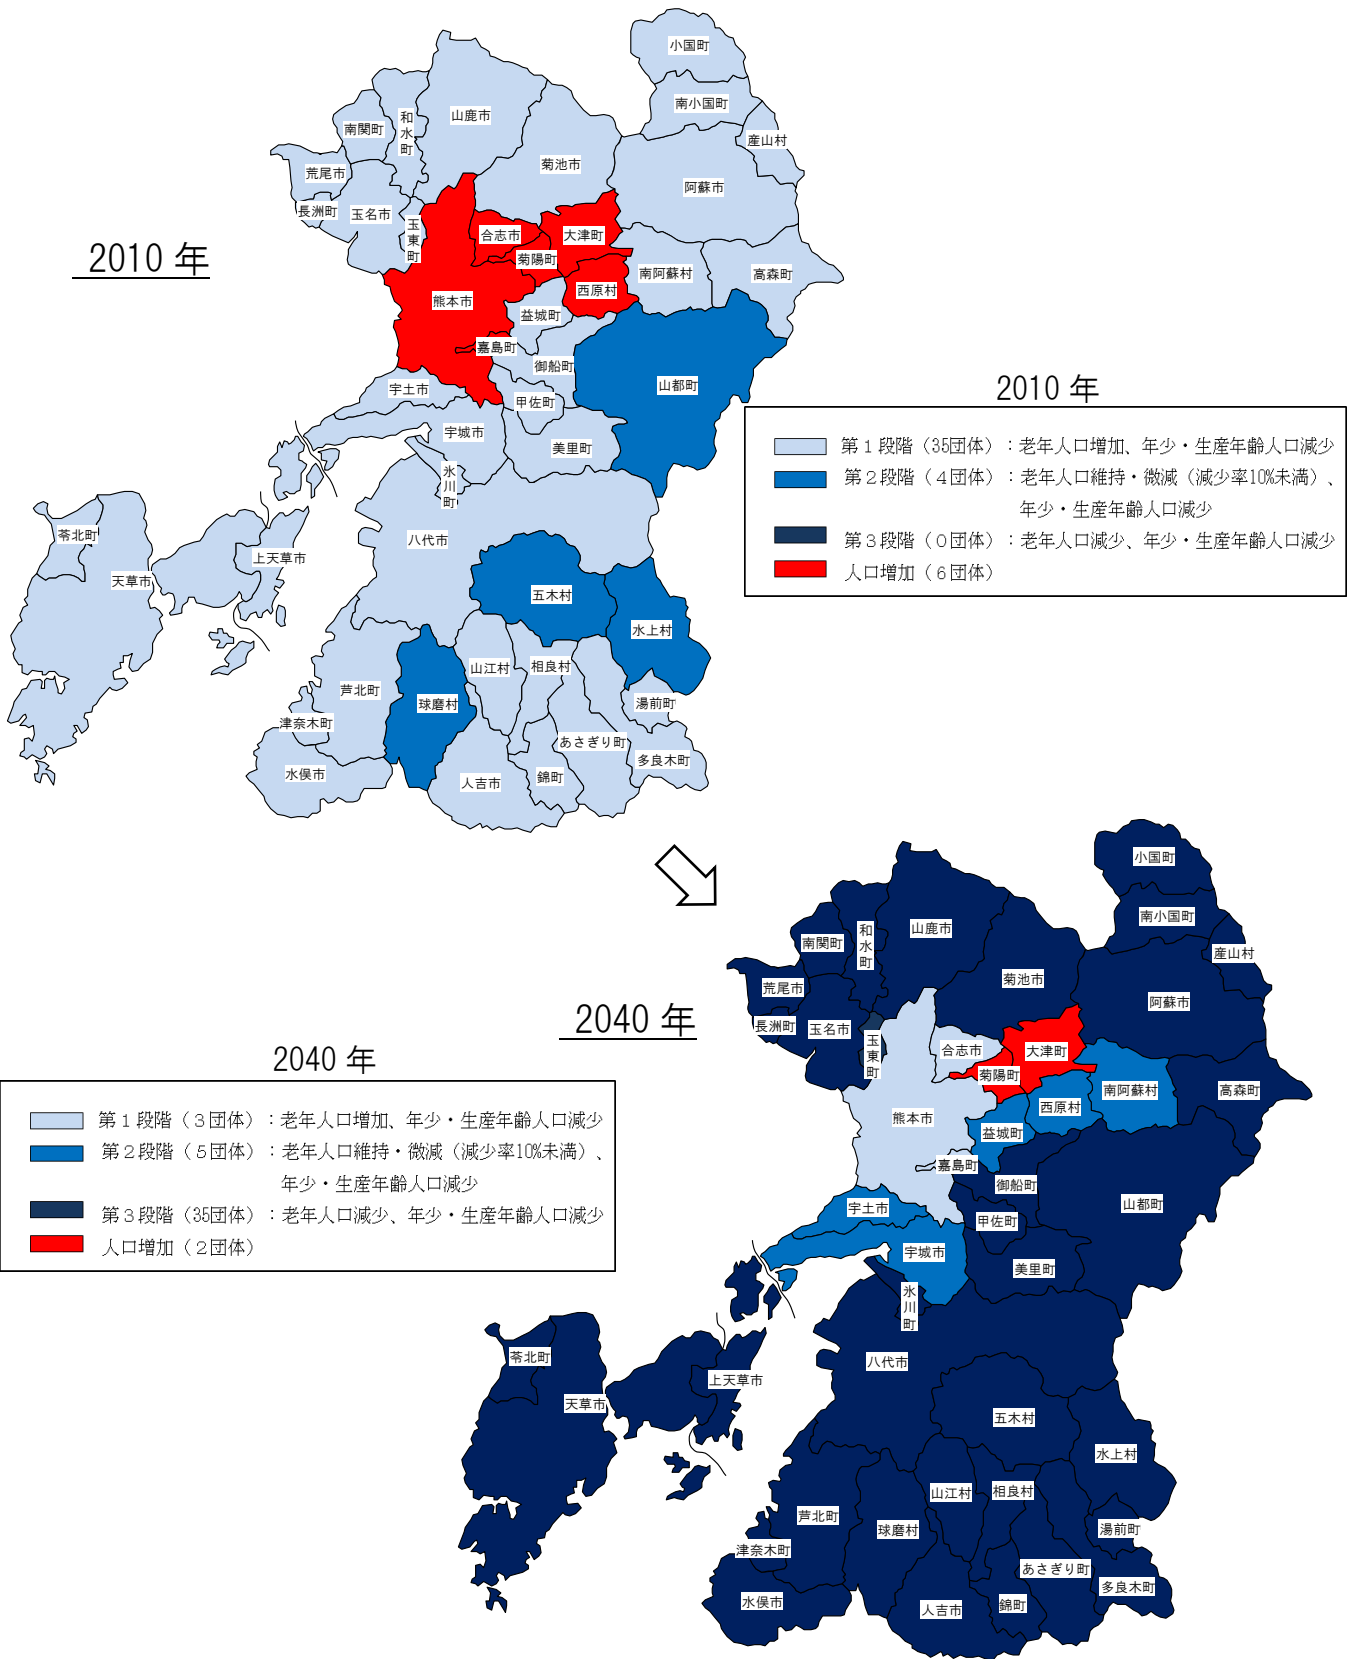 小国町
南小国町
産山村
山鹿市
和水町
南関町
菊池市
荒尾市
阿蘇市
長洲町
玉名市
玉東町
合志市
大津町
菊陽町
南阿蘇村
高森町
2010 年
西原村
熊本市
益城町
嘉島町
御船町
山都町
宇土市
甲佐町
宇城市
美里町
氷川町
八代市
苓北町
天草市
上天草市
五木村
水上村
山江村
相良村
芦北町
球磨村
湯前町
津奈木町
あさぎり町
多良木町
水俣市
人吉市
錦町
2010 年
第1段階(35団体):老年人口増加、年少・生産年齢人口減少
第2段階(4団体):老年人口維持・微減(減少率10%未満)、
年少・生産年齢人口減少
第3段階(0団体):老年人口減少、年少・生産年齢人口減少
人口増加(6団体)
小国町
南小国町
産山村
山鹿市
和水町
南関町
菊池市
荒尾市
阿蘇市
長洲町
玉名市
玉東町
合志市
大津町
菊陽町
南阿蘇村
高森町
2040 年
西原村
熊本市
益城町
嘉島町
御船町
山都町
宇土市
甲佐町
宇城市
美里町
氷川町
八代市
苓北町
天草市
上天草市
五木村
水上村
山江村
相良村
芦北町
球磨村
湯前町
津奈木町
あさぎり町
多良木町
水俣市
人吉市
錦町
2040 年
第1段階(3団体):老年人口増加、年少・生産年齢人口減少
第2段階(5団体):老年人口維持・微減(減少率10%未満)、
年少・生産年齢人口減少
第3段階(35団体):老年人口減少、年少・生産年齢人口減少
人口増加(2団体)